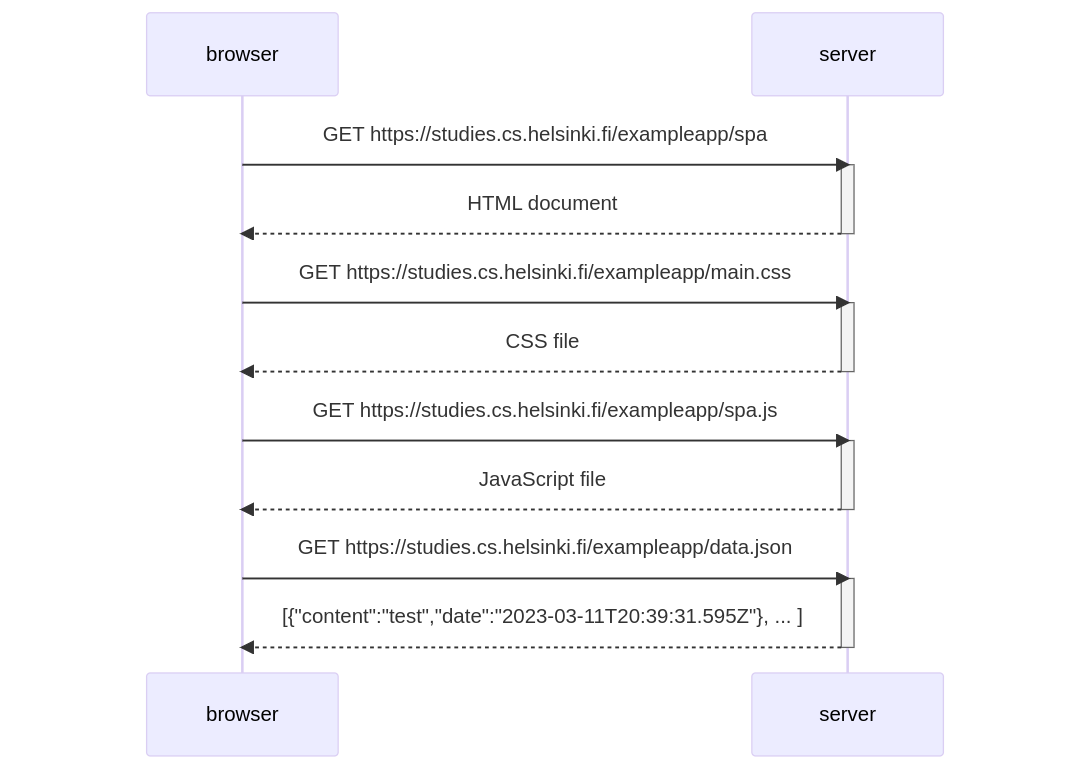 browser
server
GET https://studies.cs.helsinki.fi/exampleapp/spa
HTML document
GET https://studies.cs.helsinki.fi/exampleapp/main.css
CSS file
GET https://studies.cs.helsinki.fi/exampleapp/spa.js
JavaScript file
GET https://studies.cs.helsinki.fi/exampleapp/data.json
[{"content":"test","date":"2023-03-11T20:39:31.595Z"}, ... ]
browser
server